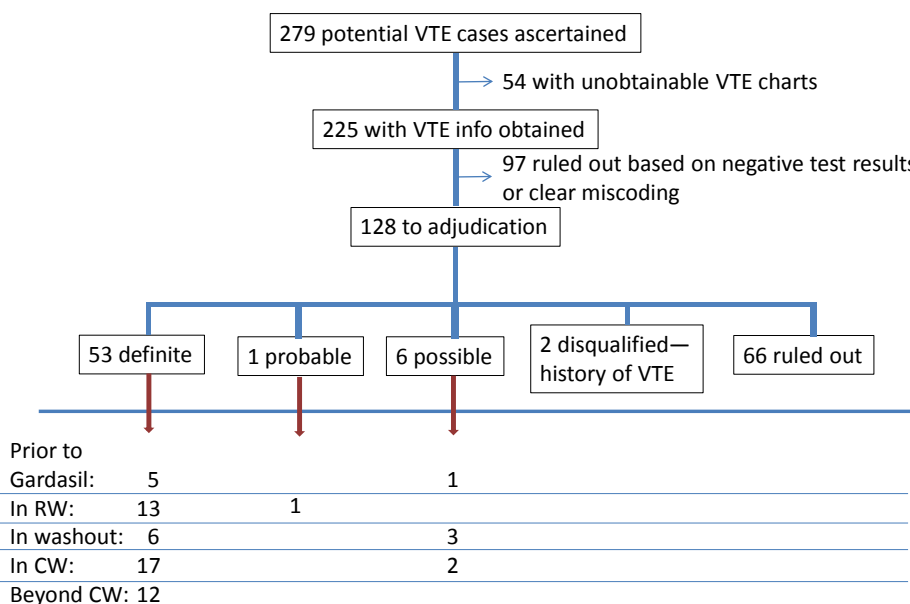 279 potential VTE cases ascertained
54 with unobtainable VTE charts
225 with VTE info obtained
97 ruled out based on negative test results
or clear miscoding
128 to adjudication
53 definite
1 probable
6 possible
2 disqualified—
history of VTE
66 ruled out
Prior to
Gardasil: 5 1
In RW: 13 1
In washout: 6 3
In CW: 17 2
Beyond CW: 12